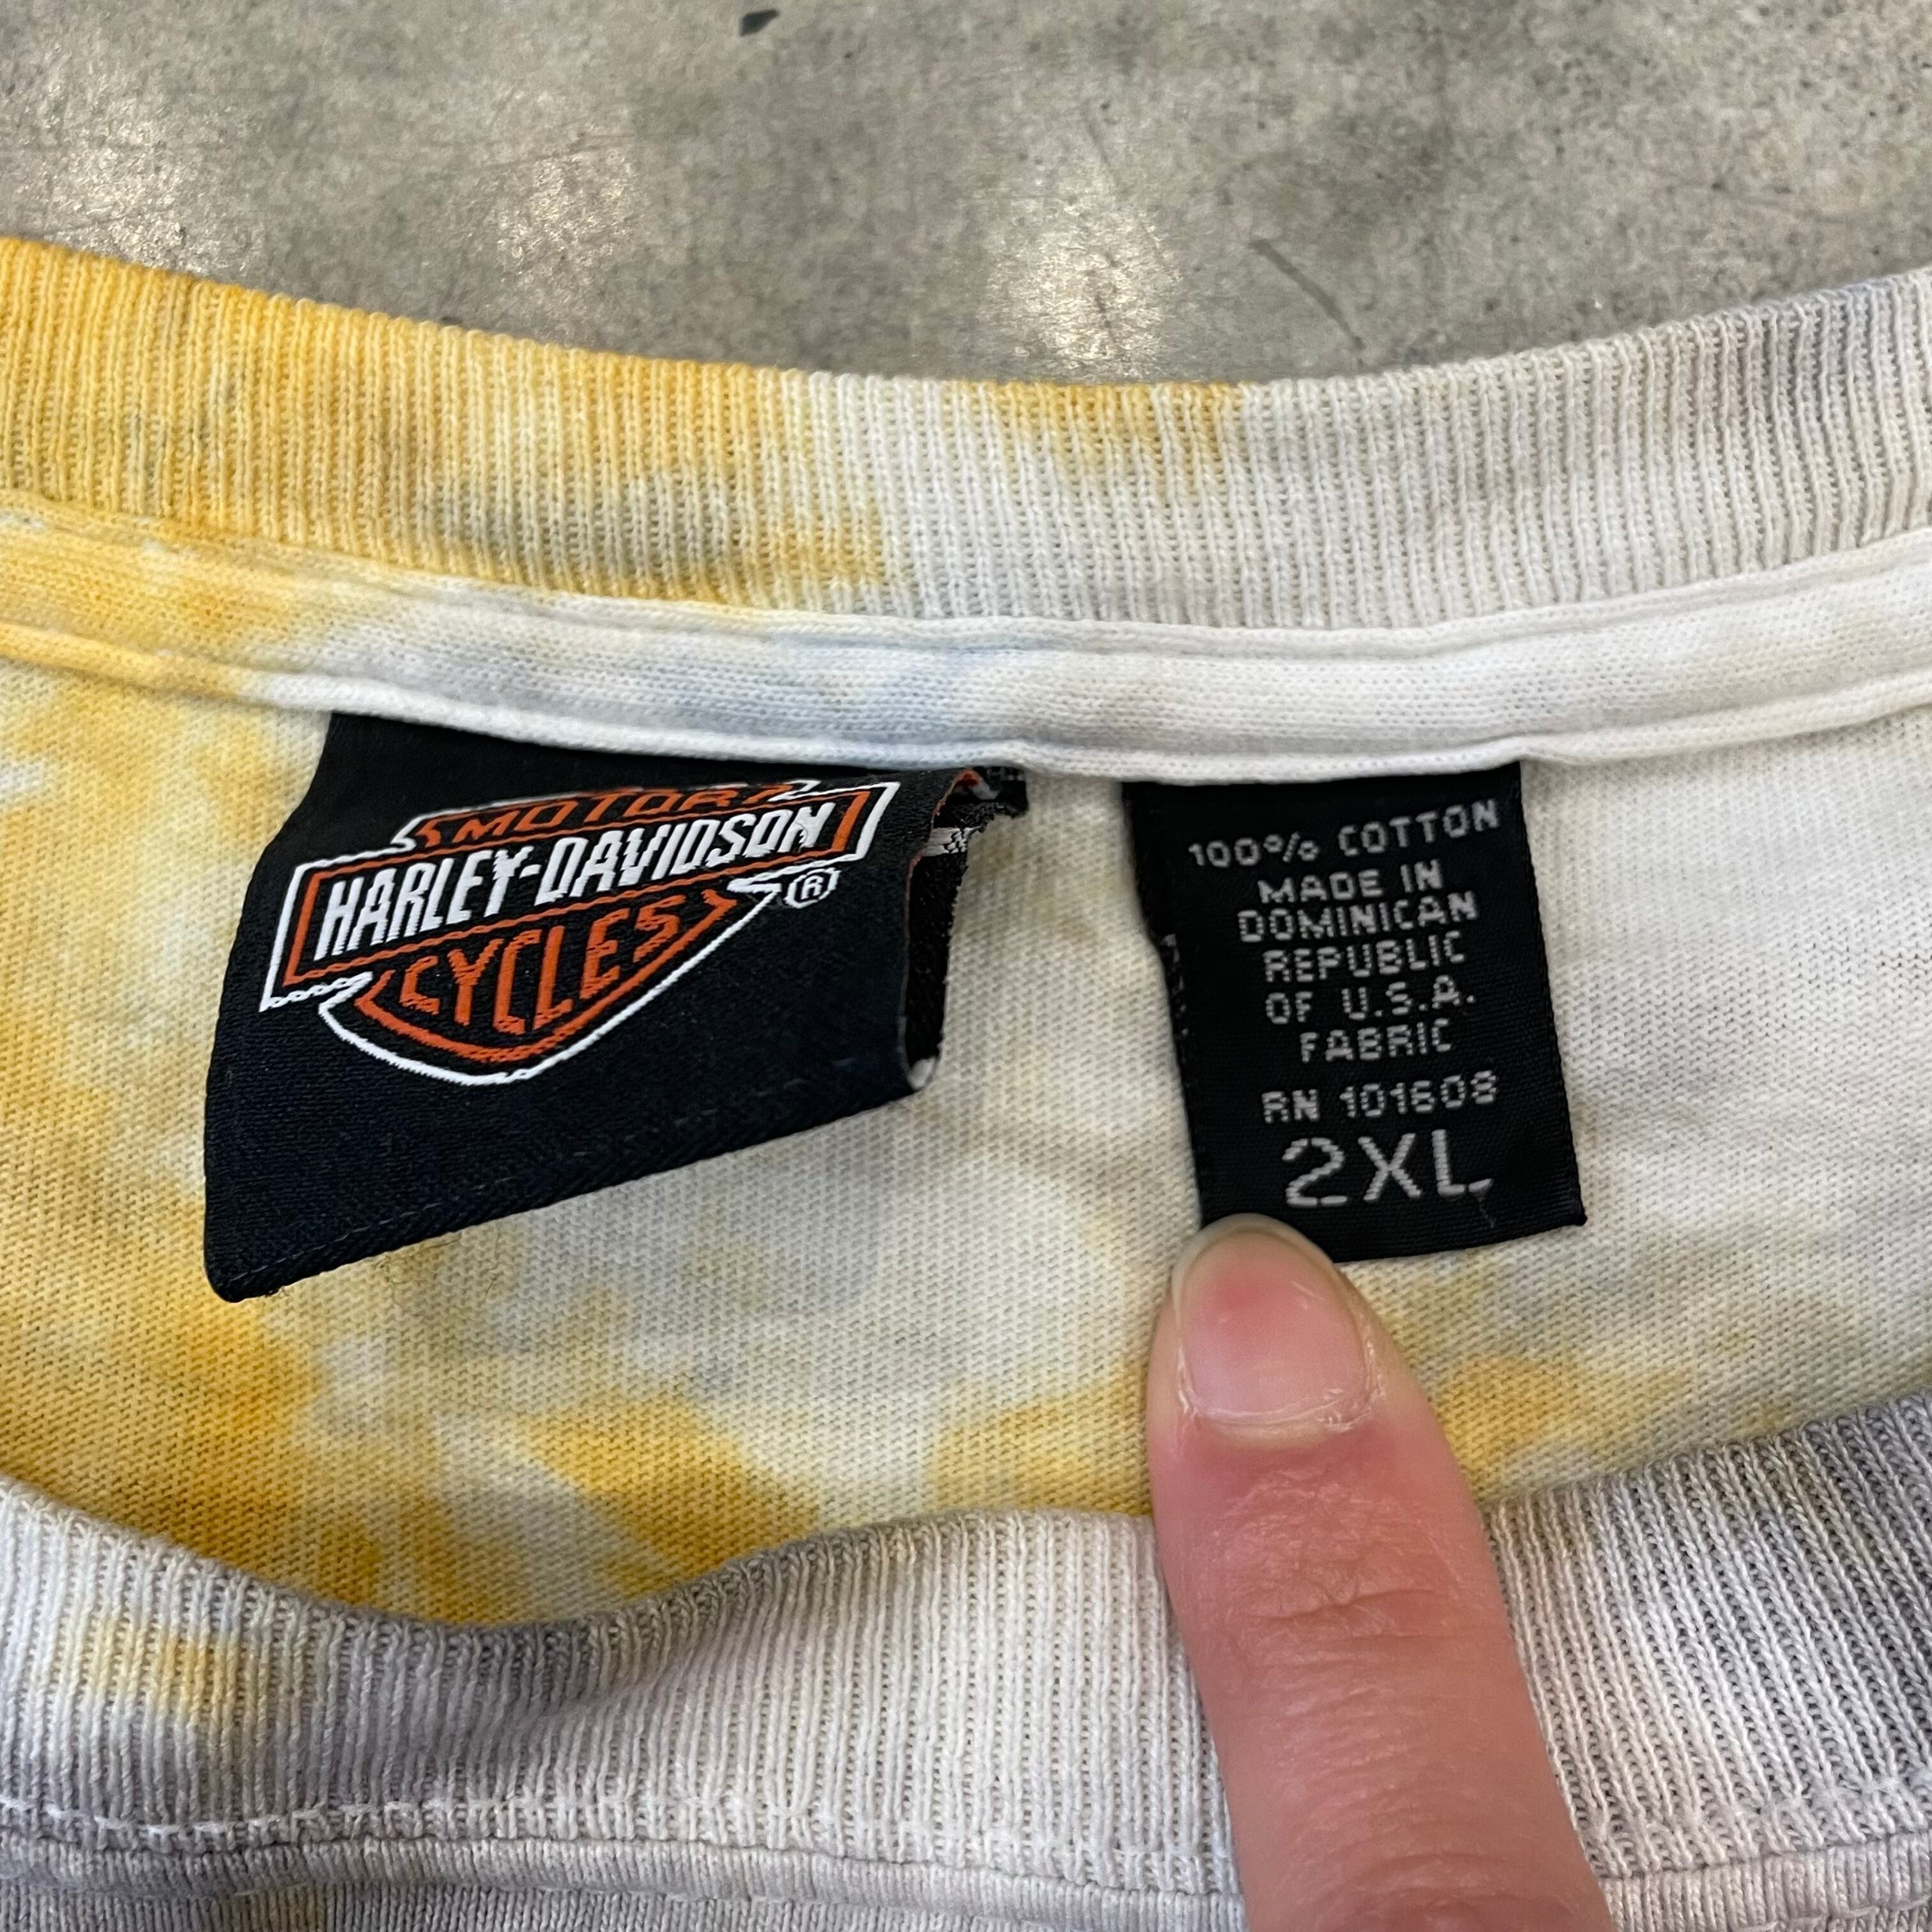 MOTOR
HARLEY-DAVIDSON
CYCLES
®
100% COTTON
MADE IN
DOMINICAN
REPUBLIC
OF U.S.A.
FABRIC
RN 101608
2XL